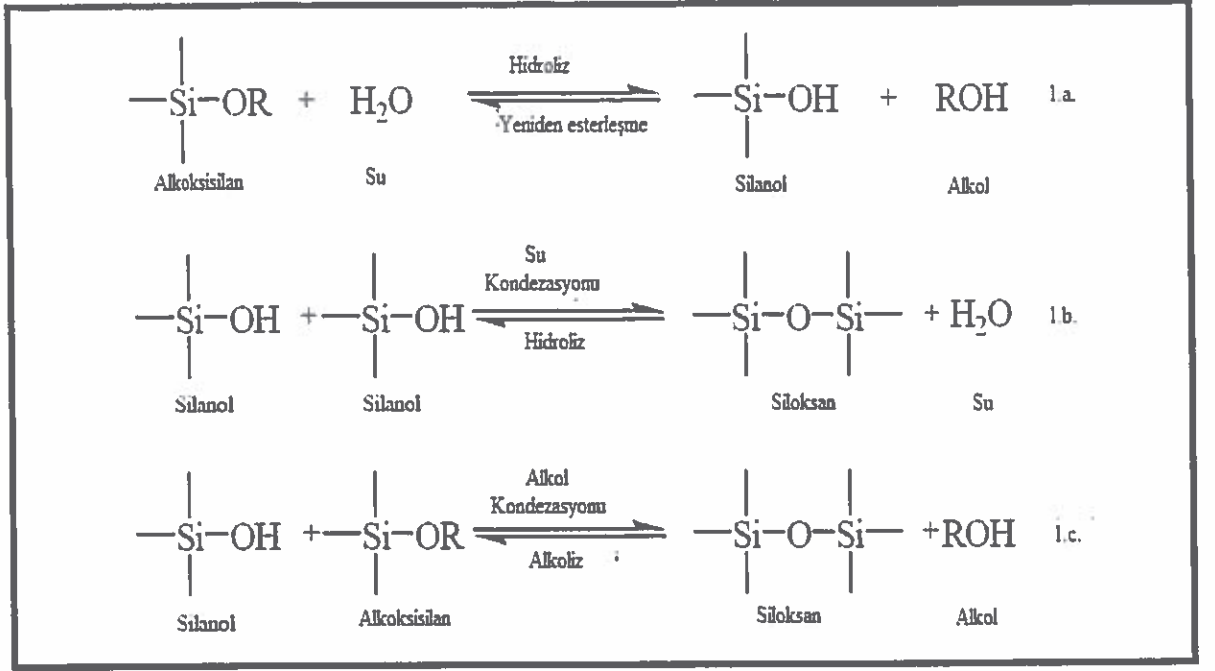 Hidroliz
Si—OR + H₂O Si—OH + ROH 1.a.
Yeniden esterleşme
Alkoksisilan Su Silanol Alkol
Su
Kondezasyonu
Si—OH + Si—OH Si—O—Si + H₂O 1.b.
Hidroliz
Silanol Silanol Siloksan Su
Alkol
Kondezasyonu
Si—OH + Si—OR Si—O—Si + ROH 1.c.
Alkoliz
Silanol Alkoksisilan Siloksan Alkol